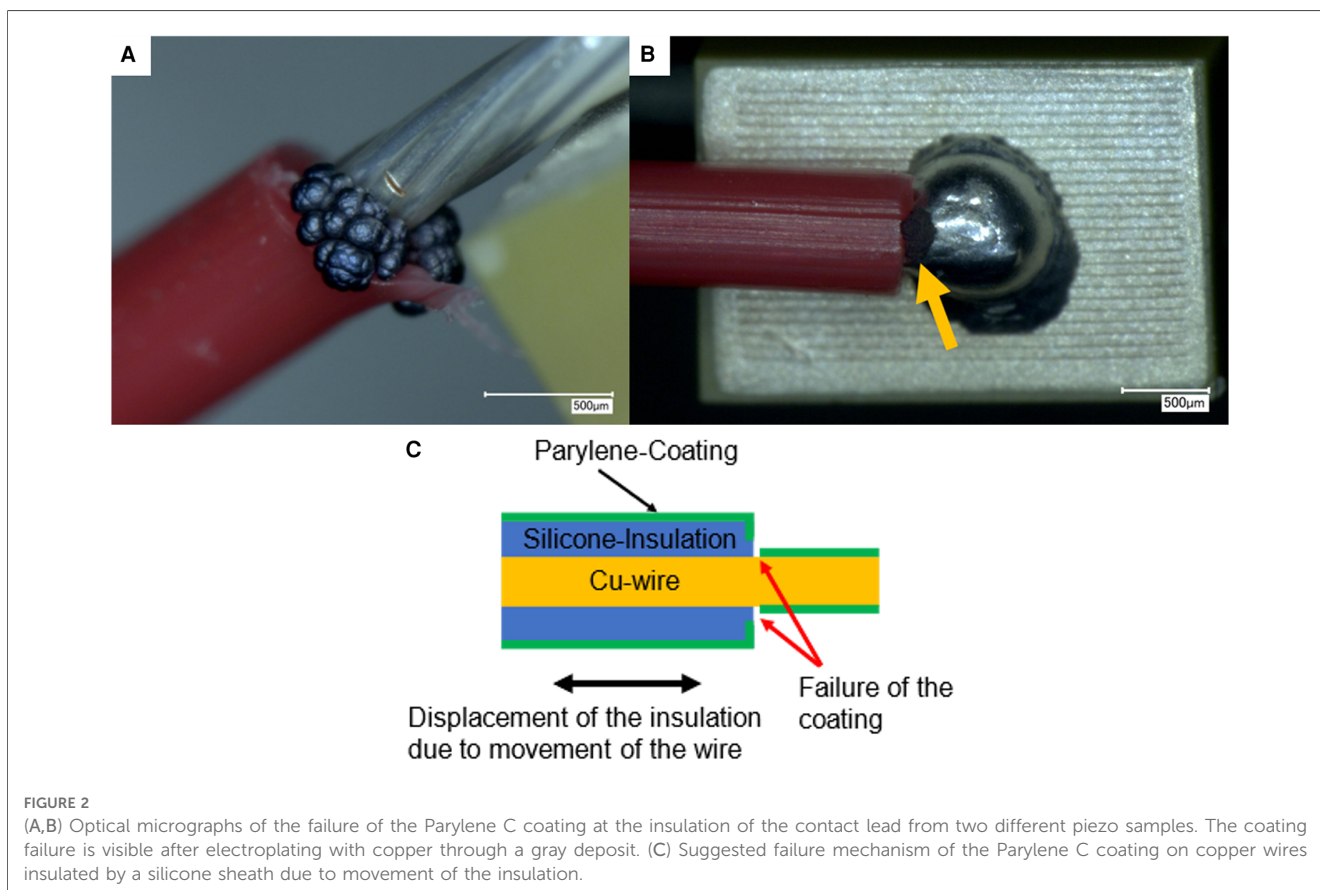 A
B
500µm
500µm
C
Parylene-Coating
Silicone-Insulation
Cu-wire
Failure of the
coating
Displacement of the insulation
due to movement of the wire
FIGURE 2
(A,B) Optical micrographs of the failure of the Parylene C coating at the insulation of the contact lead from two different piezo samples. The coating
failure is visible after electroplating with copper through a gray deposit. (C) Suggested failure mechanism of the Parylene C coating on copper wires
insulated by a silicone sheath due to movement of the insulation.